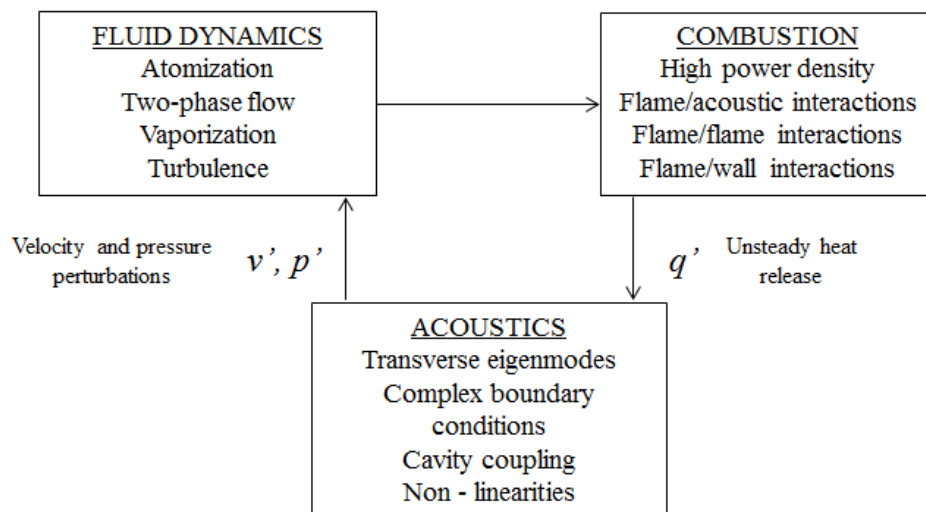 FLUID DYNAMICS
Atomization
Two-phase flow
Vaporization
Turbulence
COMBUSTION
High power density
Flame/acoustic interactions
Flame/flame interactions
Flame/wall interactions
Velocity and pressure
perturbations
v’, p’
q’
Unsteady heat
release
ACOUSTICS
Transverse eigenmodes
Complex boundary
conditions
Cavity coupling
Non - linearities